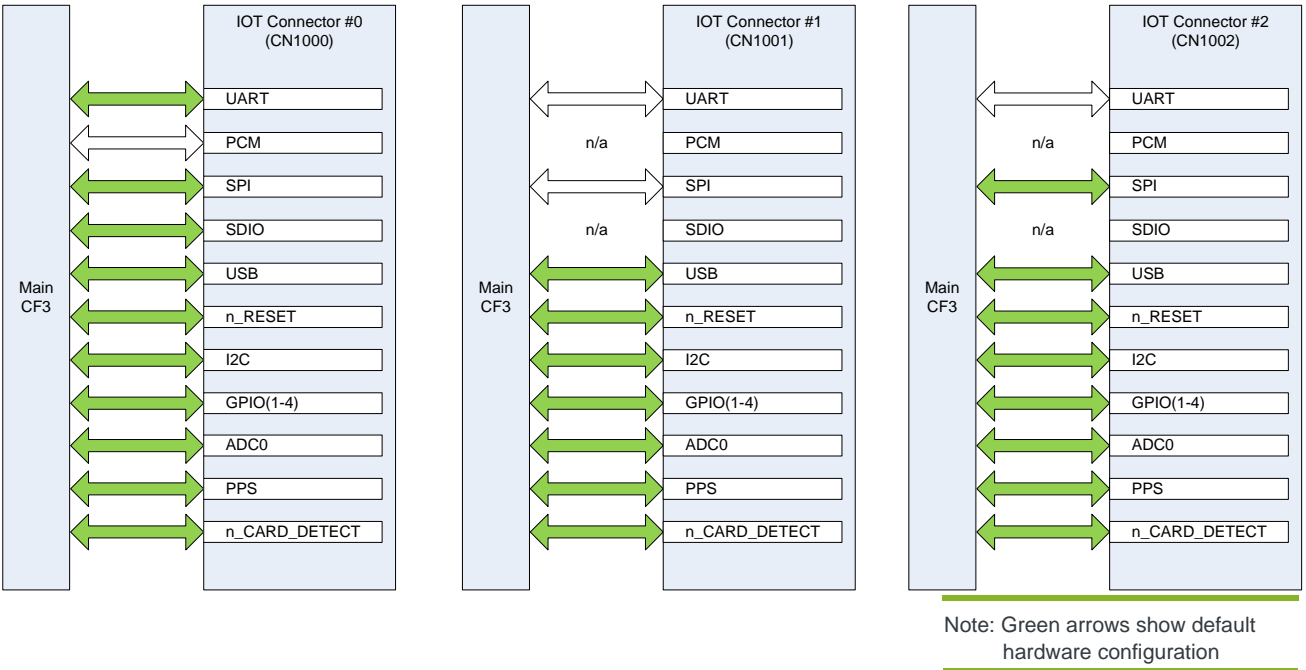 IOT Connector #0
(CN1000)
UART
PCM
SPI
SDIO
USB
n_RESET
I2C
GPIO(1-4)
ADC0
PPS
n_CARD_DETECT
Main
CF3
IOT Connector #1
(CN1001)
UART
n/a
PCM
SPI
n/a
SDIO
USB
n_RESET
I2C
GPIO(1-4)
ADC0
PPS
n_CARD_DETECT
Main
CF3
IOT Connector #2
(CN1002)
UART
n/a
PCM
SPI
n/a
SDIO
USB
n_RESET
I2C
GPIO(1-4)
ADC0
PPS
n_CARD_DETECT
Main
CF3
Note: Green arrows show default
hardware configuration